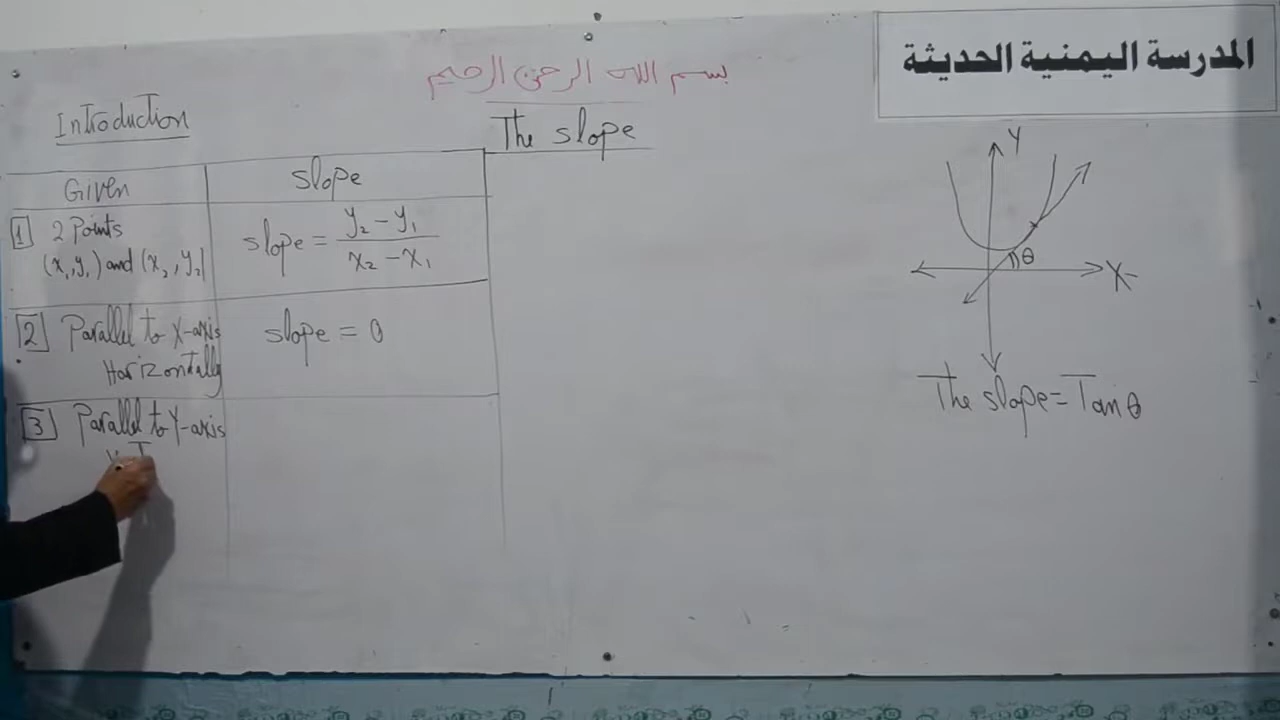 المدرسة اليمنية الحديثة
بسم الله الرحمن الرحيم
Introduction
The slope
Given
slope
1 2 Points
(x₁,y₁) and (x₂,y₂)
slope = y₂ - y₁ / x₂ - x₁
2 Parallel to X-axis
Horizontally
slope = 0
3 Parallel to Y-axis
Y
θ
X
The slope = Tan θ